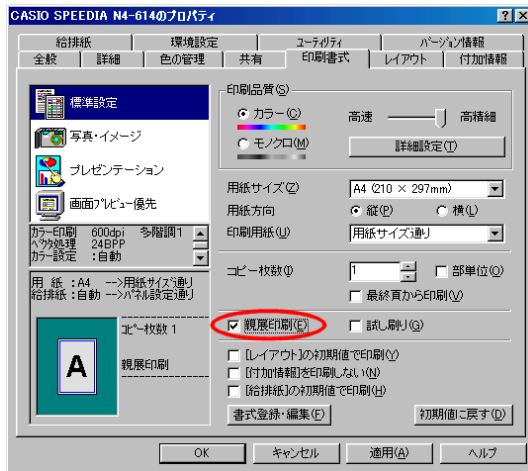 CASIO SPEEDIA N4-614のプロパティ
給排紙 環境設定 ユーティリティ バージョン情報
全般 詳細 色の管理 共有 印刷書式 レイアウト 付加情報
標準設定
写真・イメージ
プレゼンテーション
画面プレビュー優先
カラー印刷 600dpi 多階調1
ベクタ処理 24BPP
カラー設定 :自動
用 紙 :A4 -->用紙サイズ通り
給排紙 :自動 -->パネル設定通り
コピー枚数 1
親展印刷
A
印刷品質(S)
カラー(C)
モノクロ(M)
高速 高精細
詳細設定(T)
用紙サイズ(Z) A4 (210 × 297mm)
用紙方向 縦(P) 横(L)
印刷用紙(U) 用紙サイズ通り
コピー枚数(I) 1 部単位(O)
最終頁から印刷(V)
親展印刷(E) 試し刷り(G)
[レイアウト]の初期値で印刷(Y)
[付加情報]を印刷しない(N)
[給排紙]の初期値で印刷(H)
書式登録・編集(F) 初期値に戻す(D)
OK キャンセル 適用(A) ヘルプ